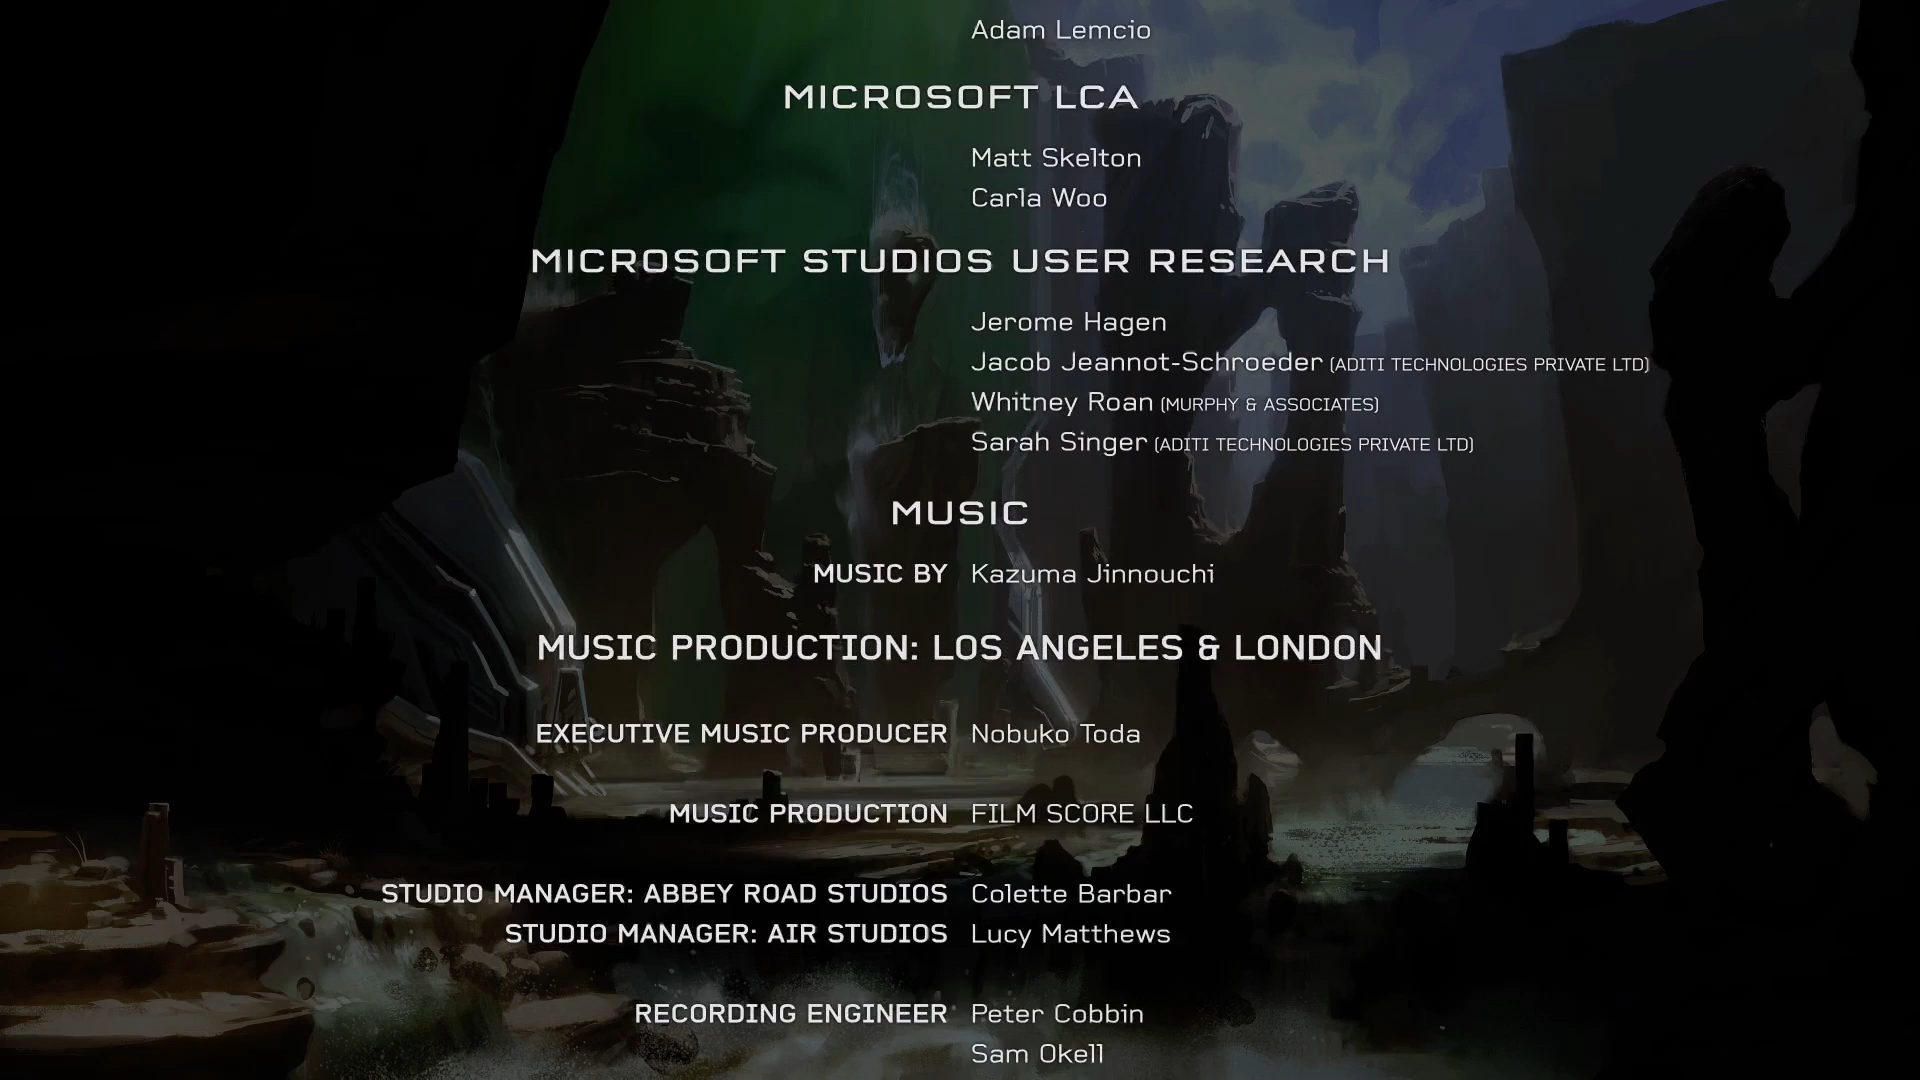 Adam Lemcio
MICROSOFT LCA
Matt Skelton
Carla Woo
MICROSOFT STUDIOS USER RESEARCH
Jerome Hagen
Jacob Jeannot-Schroeder (ADITI TECHNOLOGIES PRIVATE LTD)
Whitney Roan (MURPHY & ASSOCIATES)
Sarah Singer (ADITI TECHNOLOGIES PRIVATE LTD)
MUSIC
MUSIC BY Kazuma Jinnouchi
MUSIC PRODUCTION: LOS ANGELES & LONDON
EXECUTIVE MUSIC PRODUCER Nobuko Toda
MUSIC PRODUCTION FILM SCORE LLC
STUDIO MANAGER: ABBEY ROAD STUDIOS Colette Barbar
STUDIO MANAGER: AIR STUDIOS Lucy Matthews
RECORDING ENGINEER Peter Cobbin
Sam Okell